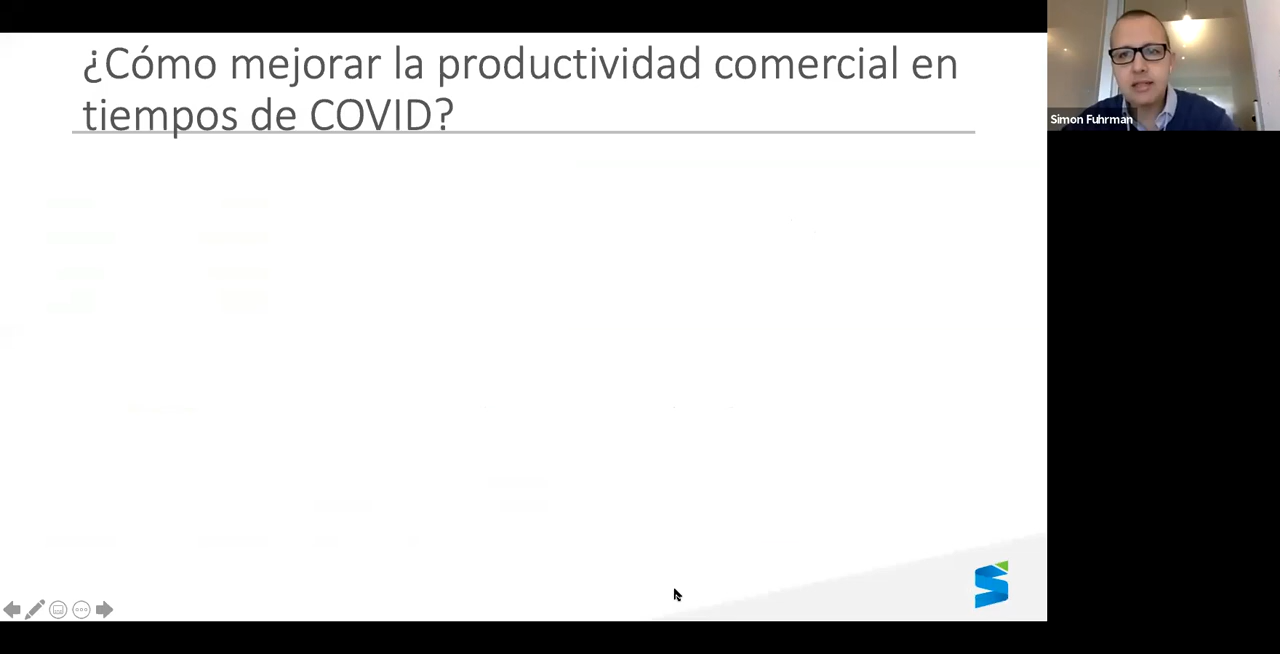 ¿Cómo mejorar la productividad comercial en
tiempos de COVID?
Simon Fuhrman